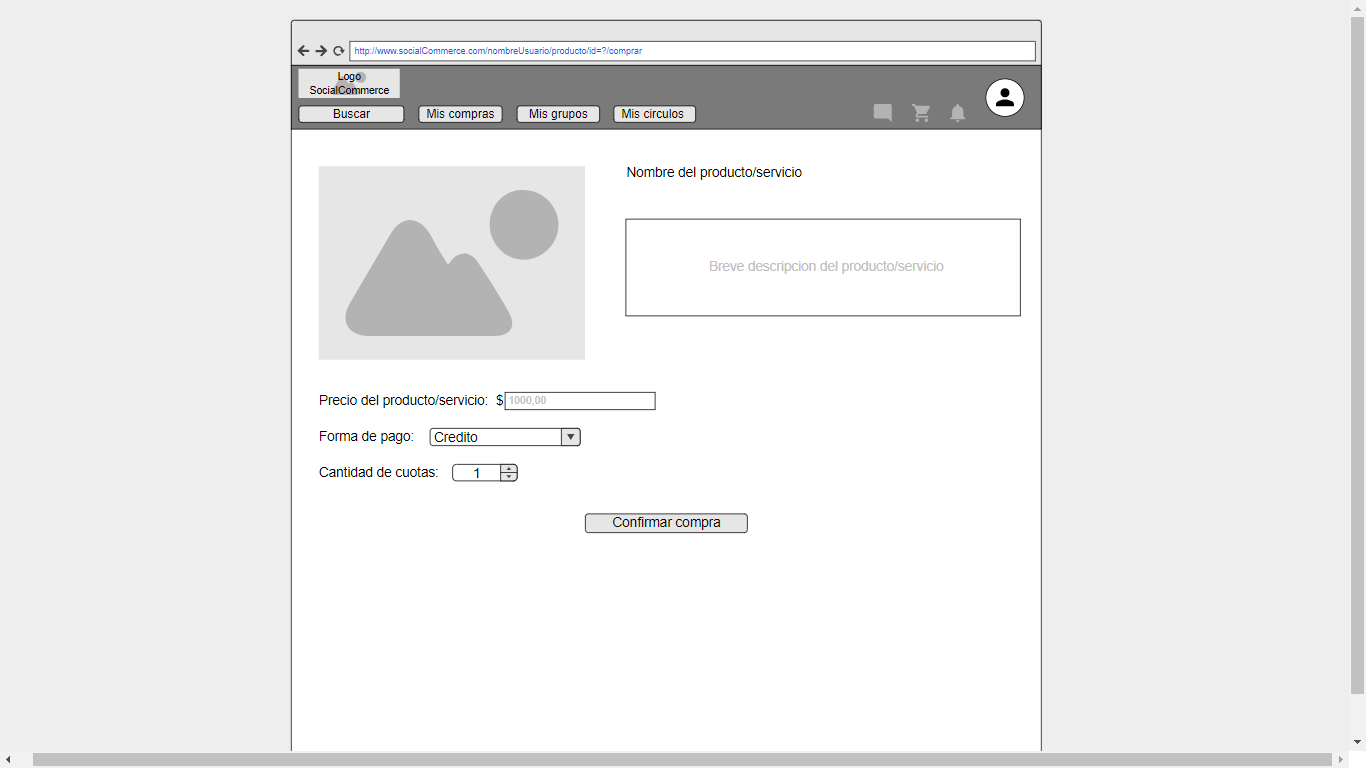 http://www.socialCommerce.com/nombreUsuario/producto/id=?/comprar
Logo
SocialCommerce
Buscar
Mis compras
Mis grupos
Mis circulos
Nombre del producto/servicio
Breve descripcion del producto/servicio
Precio del producto/servicio: $ 1000,00
Forma de pago: Credito
Cantidad de cuotas: 1
Confirmar compra